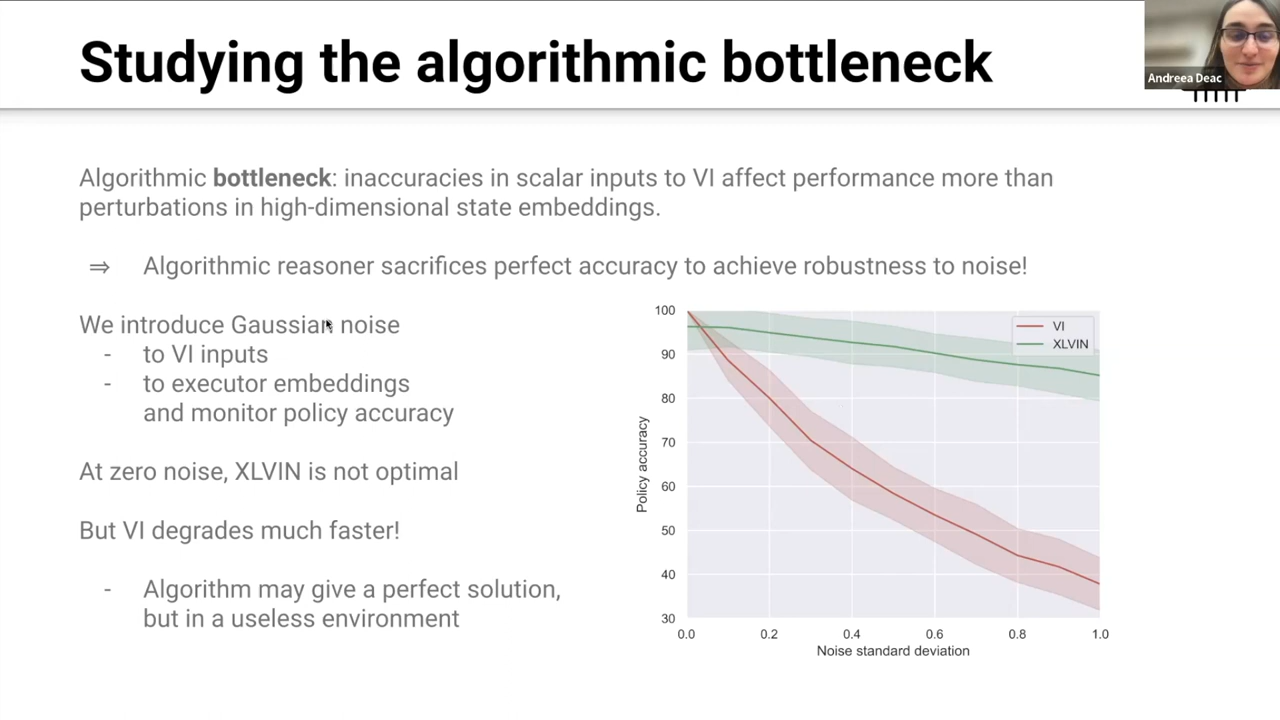 Studying the algorithmic bottleneck
Andreea Deac
Algorithmic bottleneck: inaccuracies in scalar inputs to VI affect performance more than
perturbations in high-dimensional state embeddings.
⇒ Algorithmic reasoner sacrifices perfect accuracy to achieve robustness to noise!
We introduce Gaussian noise
- to VI inputs
- to executor embeddings
and monitor policy accuracy
At zero noise, XLVIN is not optimal
But VI degrades much faster!
- Algorithm may give a perfect solution,
but in a useless environment
VI
XLVIN
100
90
80
70
60
50
40
30
Policy accuracy
0.0 0.2 0.4 0.6 0.8 1.0
Noise standard deviation